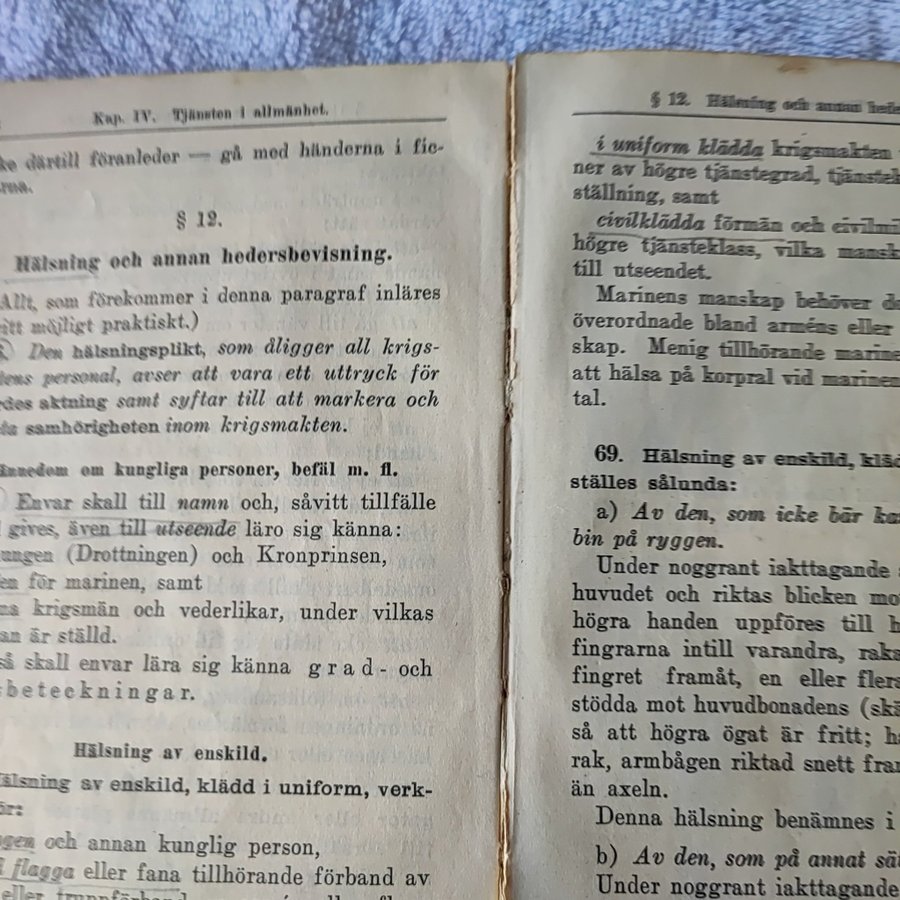 Kap. IV. Tjänsten i allmänhet.
därtill föranleder — gå med händerna i fic-
§ 12.
Hälsning och annan hedersbevisning.
Allt, som förekommer i denna paragraf inläres
möjligt praktiskt.)
Den hälsningsplikt, som åligger all krigs-
personal, avser att vara ett uttryck för
aktning samt syftar till att markera och
samhörigheten inom krigsmakten.
om kungliga personer, befäl m. fl.
Envar skall till namn och, såvitt tillfälle
gives, även till utseende läro sig känna:
(Drottningen) och Kronprinsen,
för marinen, samt
krigsmän och vederlikar, under vilkas
är ställd.
skall envar lära sig känna grad- och
beteckningar.
Hälsning av enskild.
av enskild, klädd i uniform, verk-
och annan kunglig person,
flagga eller fana tillhörande förband av
eller
§ 12. Hälsning och annan
i uniform klädda krigsmakten
ner av högre tjänstegrad,
ställning, samt
civilklädda förmän och
högre tjänsteklass, vilka
till utseendet.
Marinens manskap behöver
överordnade bland arméns eller
skap. Menig tillhörande
att hälsa på korpral vid
tal.
69. Hälsning av enskild,
ställes sålunda:
a) Av den, som icke bär
bin på ryggen.
Under noggrant iakttagande
huvudet och riktas blicken
högra handen uppföres till
fingrarna intill varandra,
fingret framåt, en eller
stödda mot huvudbonadens
så att högra ögat är fritt;
rak, armbågen riktad snett
än axeln.
Denna hälsning benämnes i
b) Av den, som på annat
Under noggrant iakttagande